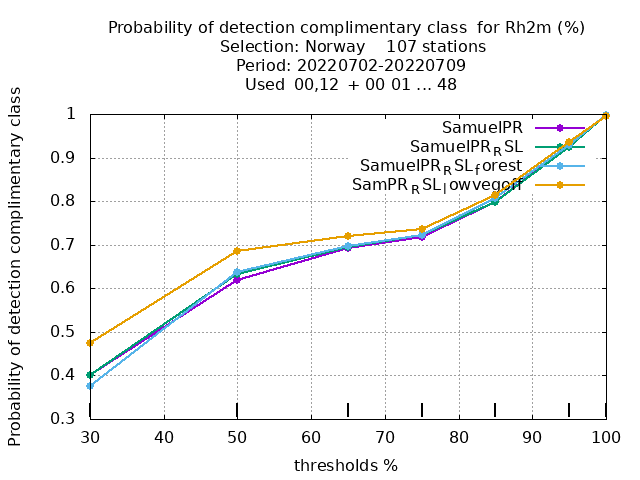 Probability of detection complimentary class  for Rh2m (%)
Selection: Norway    107 stations
Period: 20220702-20220709
Used  00,12  + 00 01 ... 48
Probability of detection complimentary class
1
0.9
0.8
0.7
0.6
0.5
0.4
0.3
SamuelPR
SamuelPR_RSL
SamuelPR_RSL_forest
SamPR_RSL_lowvegoff
30 40 50 60 70 80 90 100
thresholds %